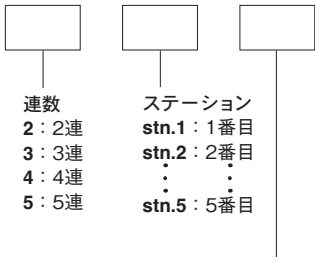 連数
2：2連
3：3連
4：4連
5：5連
ステーション
stn.1：1番目
stn.2：2番目
stn.5：5番目